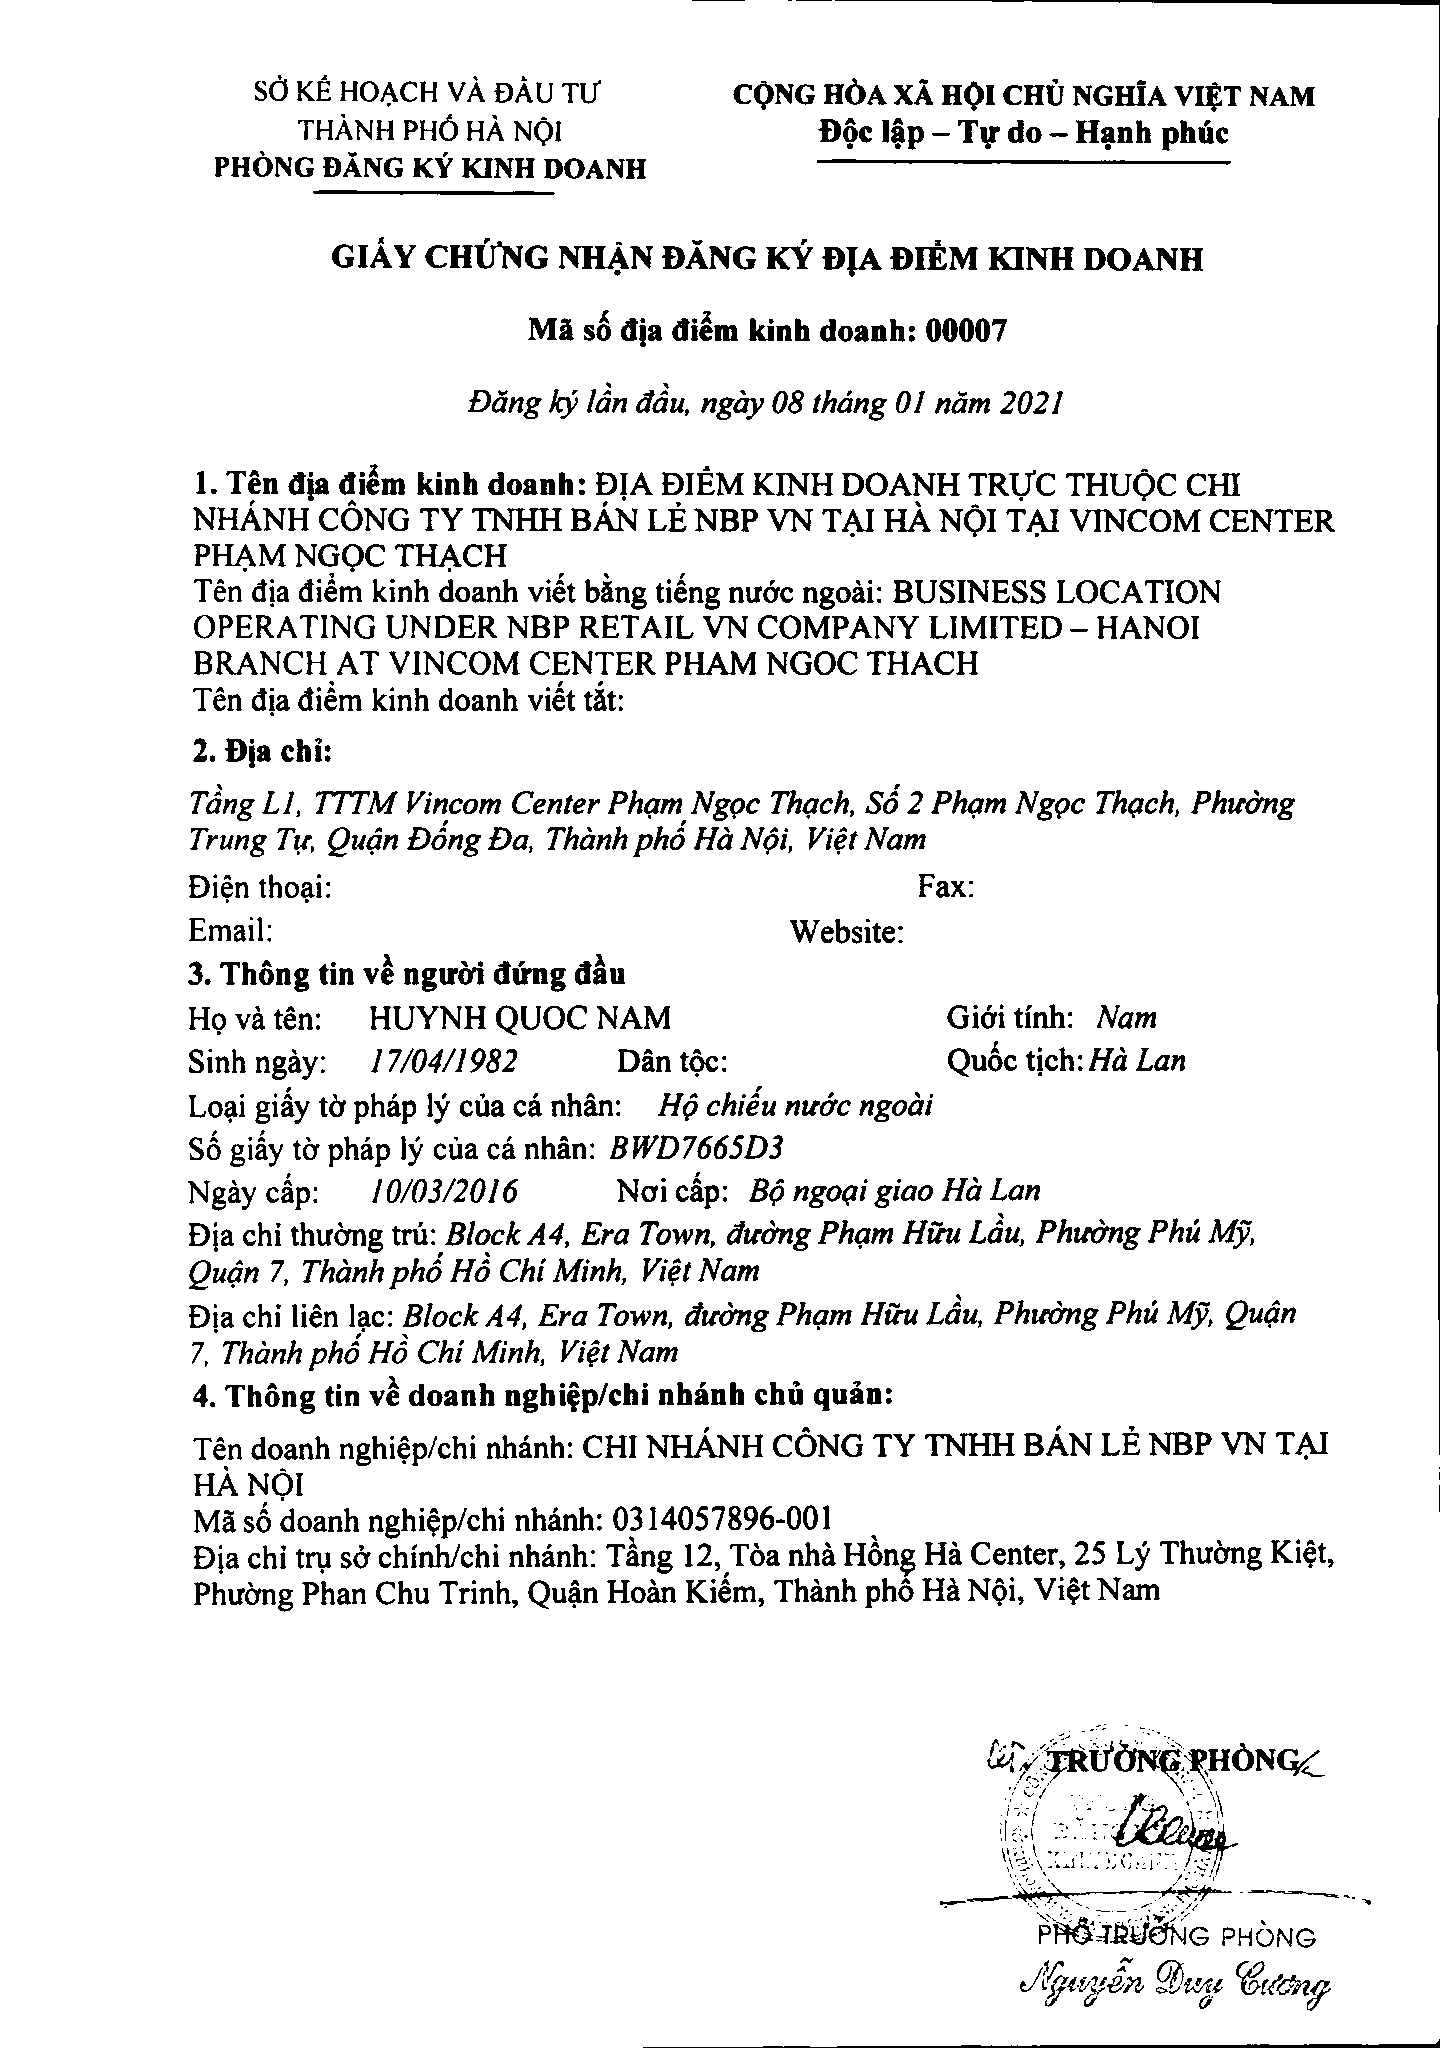 SỞ KẾ HOẠCH VÀ ĐẦU TƯ
THÀNH PHỐ HÀ NỘI
PHÒNG ĐĂNG KÝ KINH DOANH
CỘNG HÒA XÃ HỘI CHỦ NGHĨA VIỆT NAM
Độc lập – Tự do – Hạnh phúc
GIẤY CHỨNG NHẬN ĐĂNG KÝ ĐỊA ĐIỂM KINH DOANH
Mã số địa điểm kinh doanh: 00007
Đăng ký lần đầu, ngày 08 tháng 01 năm 2021
1. Tên địa điểm kinh doanh: ĐỊA ĐIỂM KINH DOANH TRỰC THUỘC CHI
NHÁNH CÔNG TY TNHH BÁN LẺ NBP VN TẠI HÀ NỘI TẠI VINCOM CENTER
PHẠM NGỌC THẠCH
Tên địa điểm kinh doanh viết bằng tiếng nước ngoài: BUSINESS LOCATION
OPERATING UNDER NBP RETAIL VN COMPANY LIMITED – HANOI
BRANCH AT VINCOM CENTER PHAM NGOC THACH
Tên địa điểm kinh doanh viết tắt:
2. Địa chỉ:
Tầng L1, TTTM Vincom Center Phạm Ngọc Thạch, Số 2 Phạm Ngọc Thạch, Phường
Trung Tự, Quận Đống Đa, Thành phố Hà Nội, Việt Nam
Điện thoại: Fax:
Email: Website:
3. Thông tin về người đứng đầu
Họ và tên: HUYNH QUOC NAM Giới tính: Nam
Sinh ngày: 17/04/1982 Dân tộc: Quốc tịch: Hà Lan
Loại giấy tờ pháp lý của cá nhân: Hộ chiếu nước ngoài
Số giấy tờ pháp lý của cá nhân: BWD7665D3
Ngày cấp: 10/03/2016 Nơi cấp: Bộ ngoại giao Hà Lan
Địa chỉ thường trú: Block A4, Era Town, đường Phạm Hữu Lầu, Phường Phú Mỹ,
Quận 7, Thành phố Hồ Chí Minh, Việt Nam
Địa chỉ liên lạc: Block A4, Era Town, đường Phạm Hữu Lầu, Phường Phú Mỹ, Quận
7, Thành phố Hồ Chí Minh, Việt Nam
4. Thông tin về doanh nghiệp/chi nhánh chủ quản:
Tên doanh nghiệp/chi nhánh: CHI NHÁNH CÔNG TY TNHH BÁN LẺ NBP VN TẠI
HÀ NỘI
Mã số doanh nghiệp/chi nhánh: 0314057896-001
Địa chỉ trụ sở chính/chi nhánh: Tầng 12, Tòa nhà Hồng Hà Center, 25 Lý Thường Kiệt,
Phường Phan Chu Trinh, Quận Hoàn Kiếm, Thành phố Hà Nội, Việt Nam
TRƯỞNG PHÒNG
PHÓ TRƯỞNG PHÒNG
Nguyễn Duy Cương